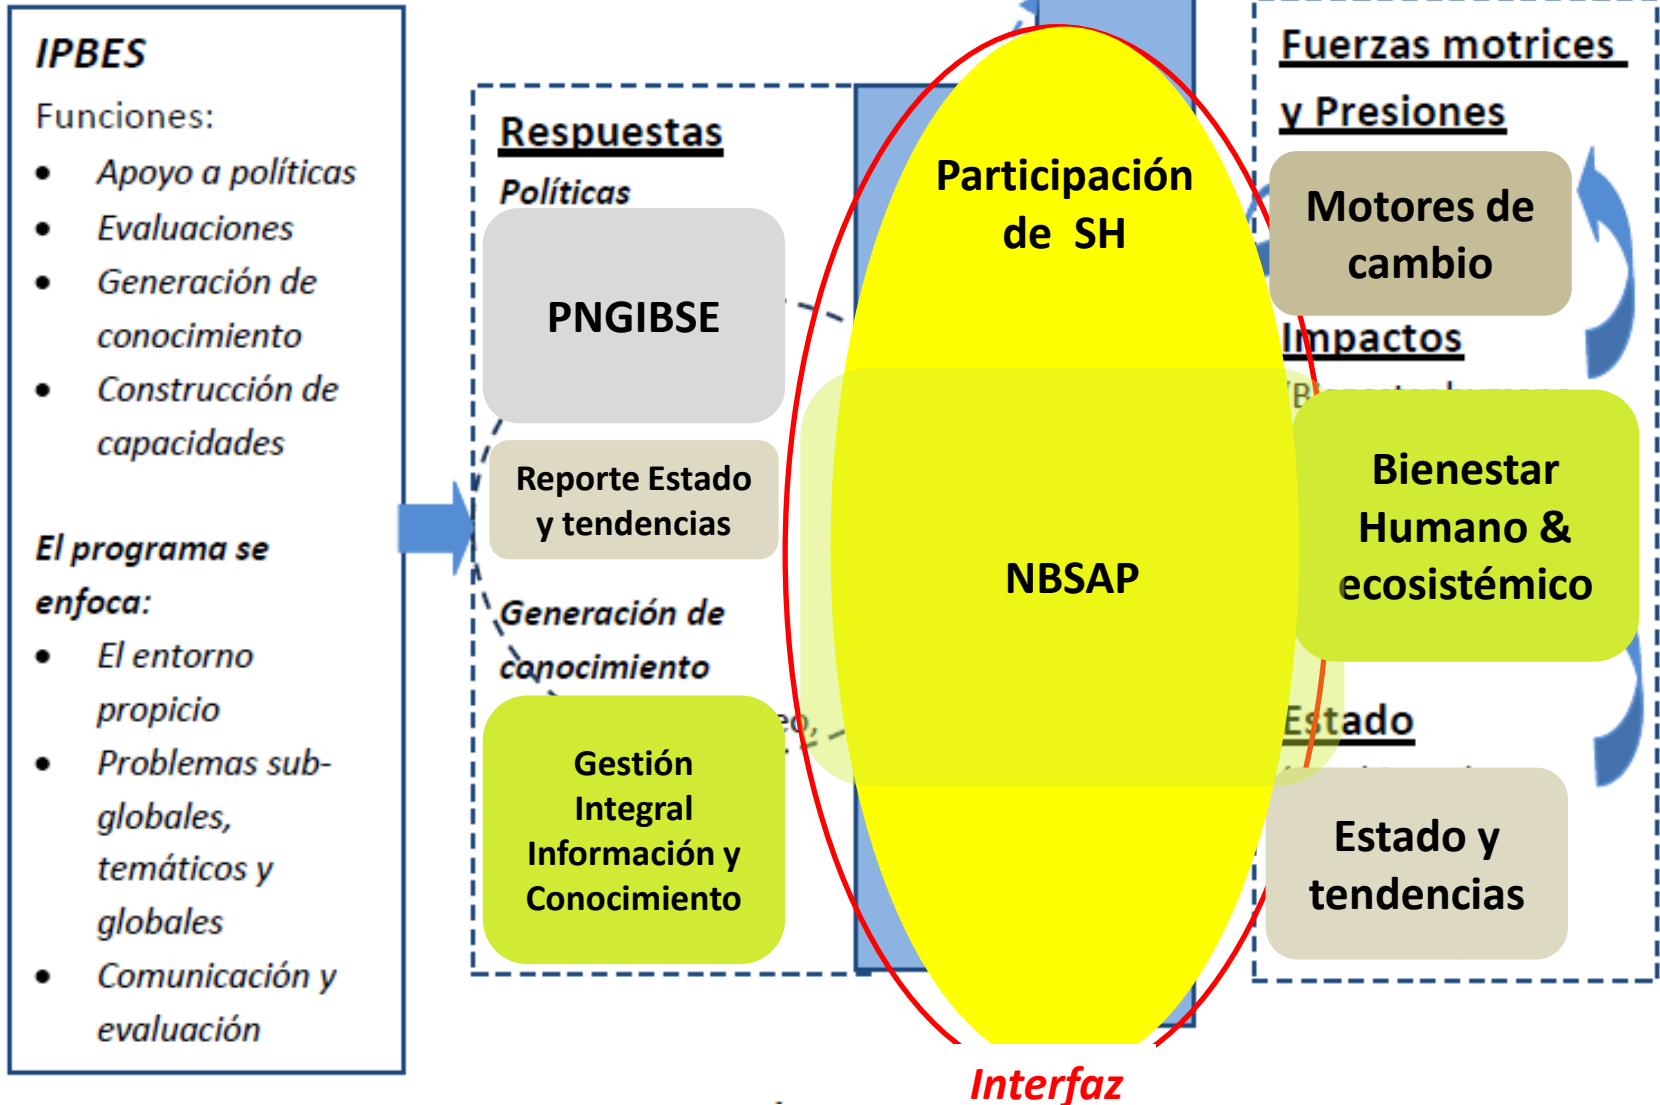 IPBES
Funciones:
• Apoyo a políticas
• Evaluaciones
• Generación de
conocimiento
• Construcción de
capacidades
El programa se
enfoca:
• El entorno
propicio
• Problemas sub-
globales,
temáticos y
globales
• Comunicación y
evaluación
Respuestas
Políticas
PNGIBSE
Reporte Estado
y tendencias
Generación de
conocimiento
Gestión
Integral
Información y
Conocimiento
Participación
de SH
NBSAP
Interfaz
Fuerzas motrices
y Presiones
Motores de
cambio
Impactos
Bienestar
Humano &
ecosistémico
Estado
Estado y
tendencias